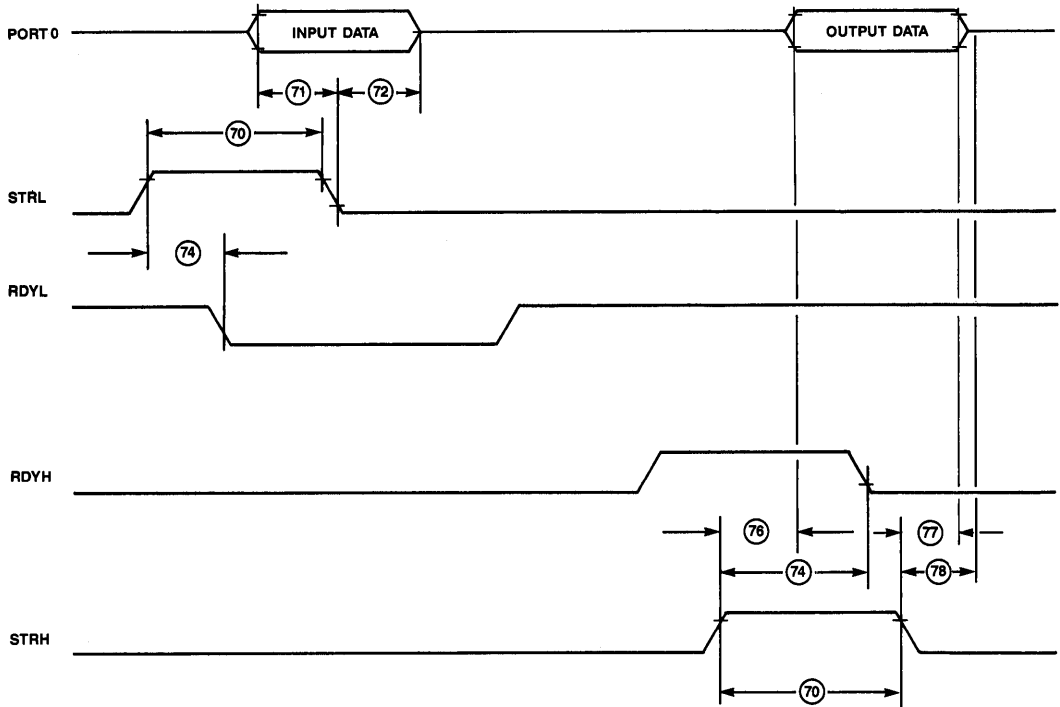 PORT 0
INPUT DATA
OUTPUT DATA
71
72
70
STRL
74
RDYL
RDYH
76
77
74
78
STRH
70